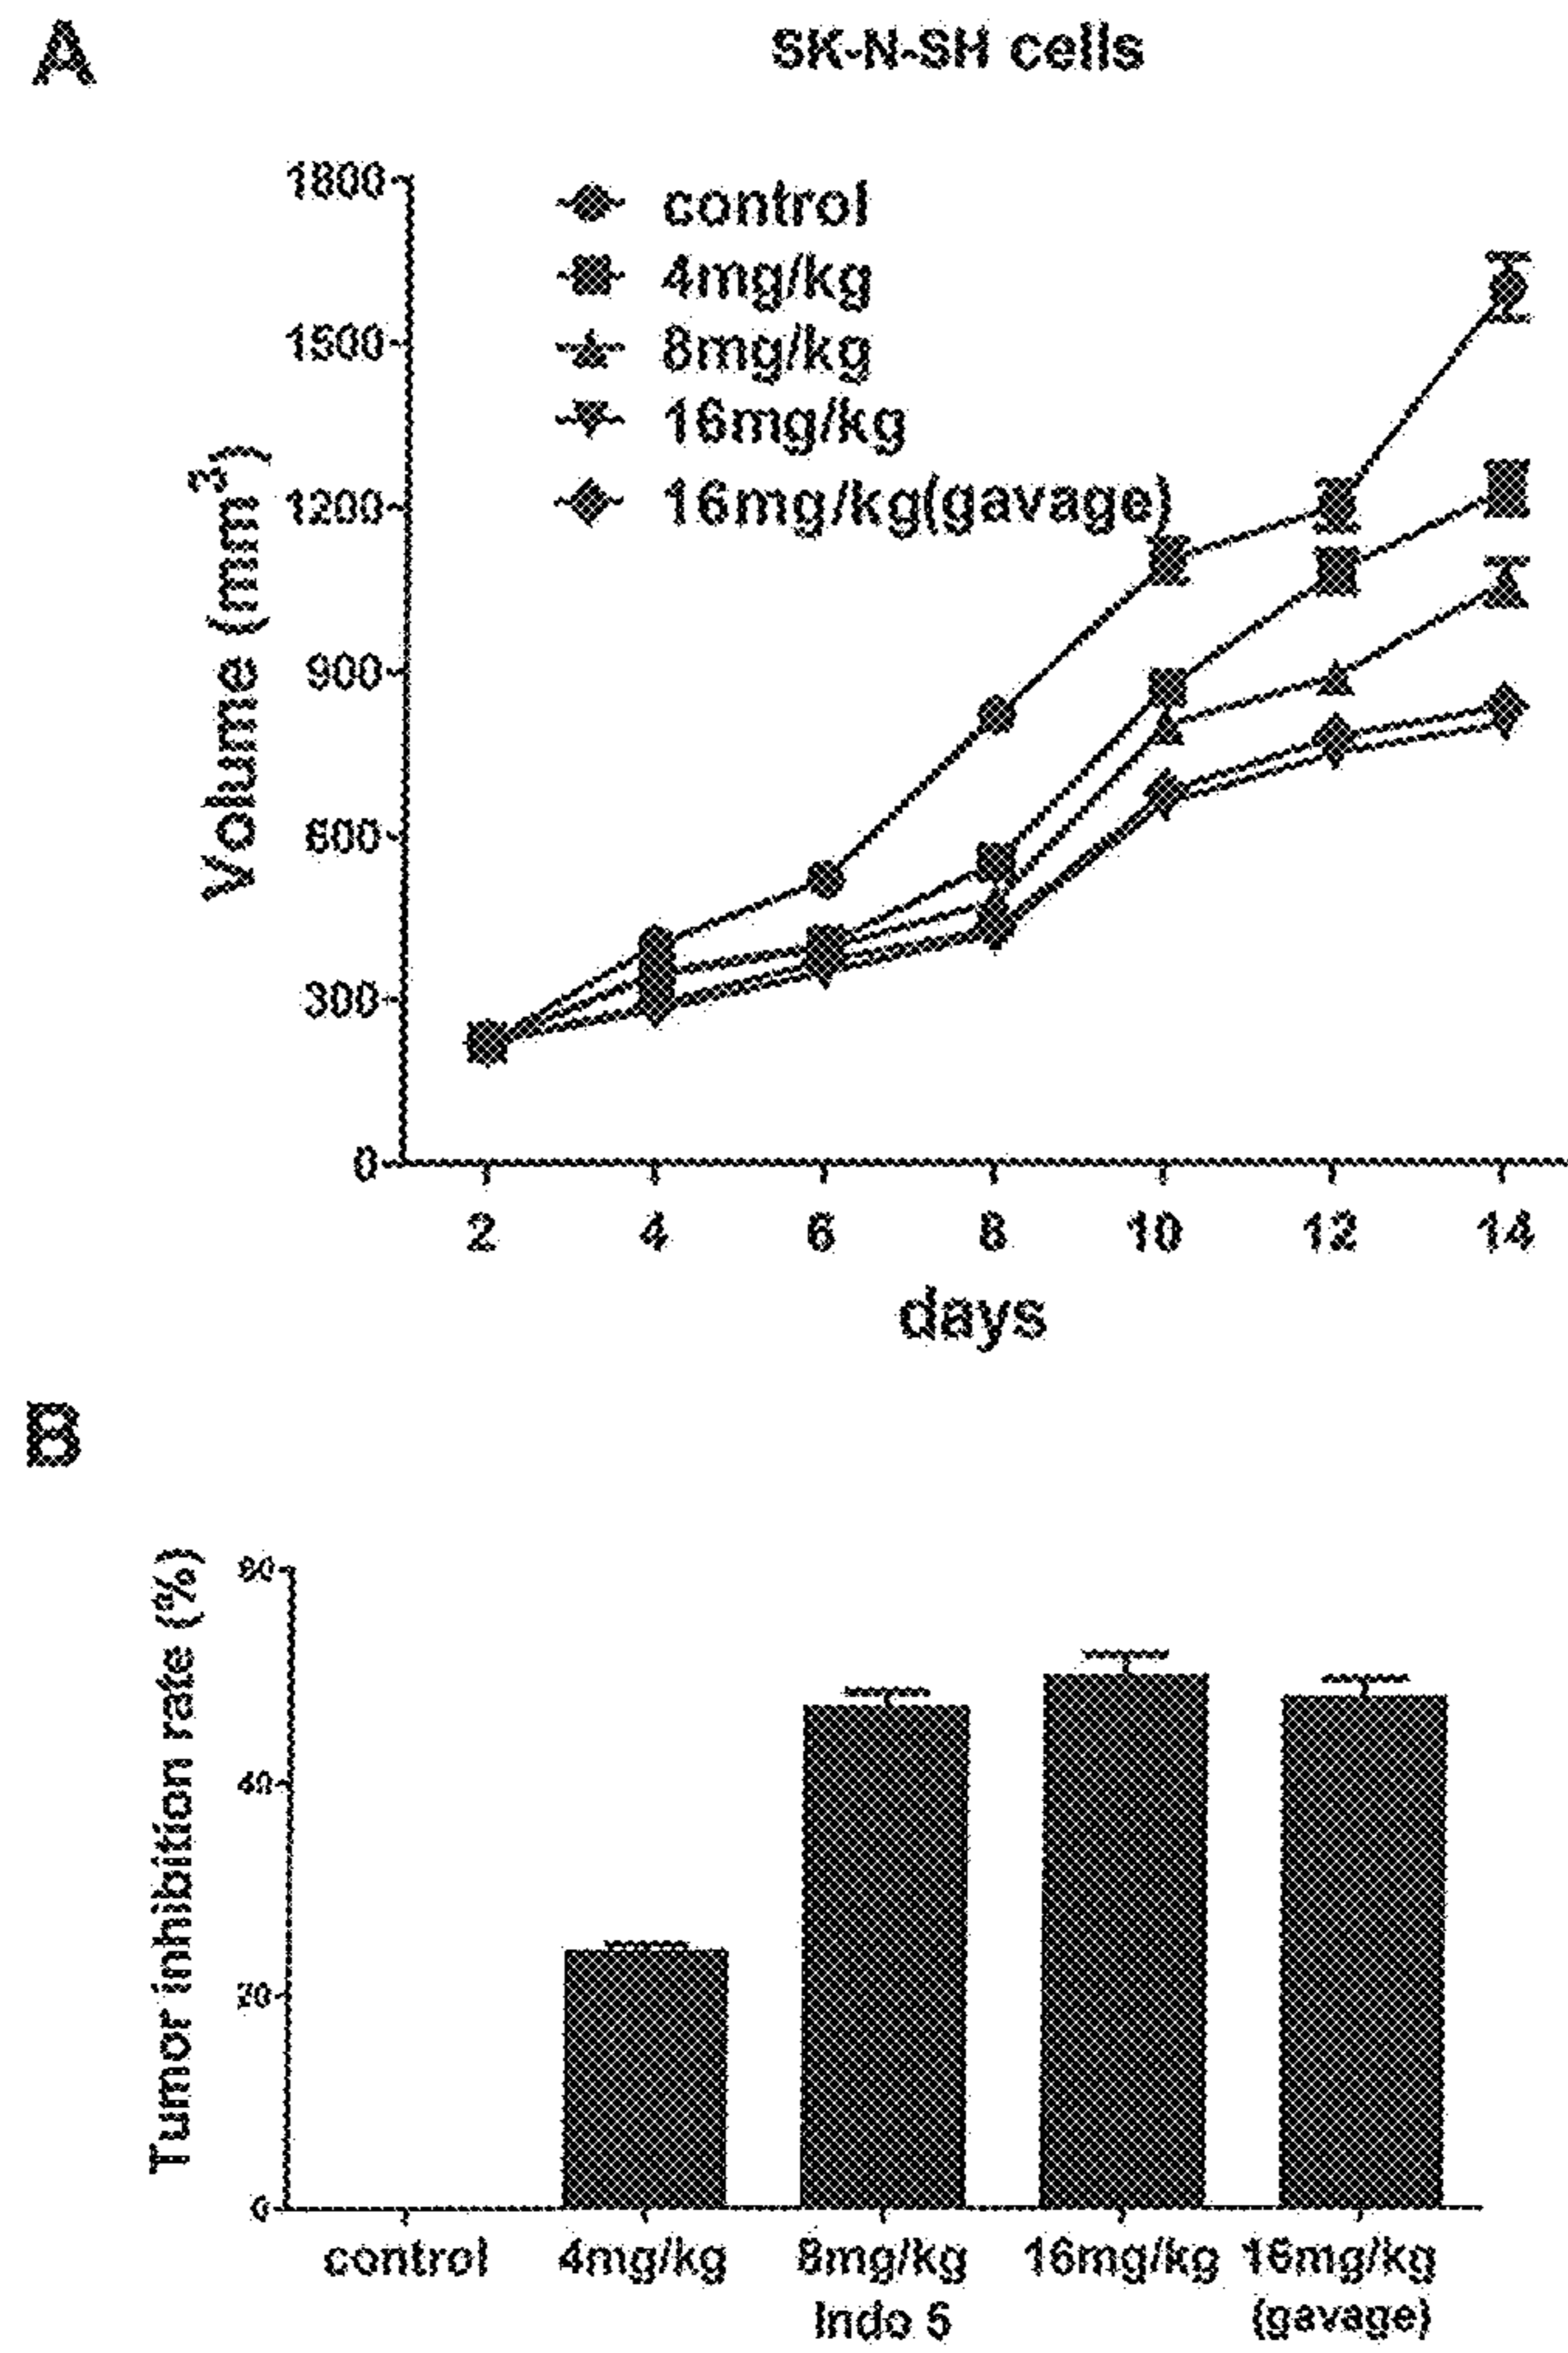 A
SK-N-SH cells
1800
1500
1200
900
600
300
0
Volume (mm³)
control
4mg/kg
8mg/kg
16mg/kg
16mg/kg(gavage)
2 4 6 8 10 12 14
days
B
Tumor inhibition rate (%)
60
40
20
0
control 4mg/kg 8mg/kg 16mg/kg 16mg/kg
Indo 5 (gavage)